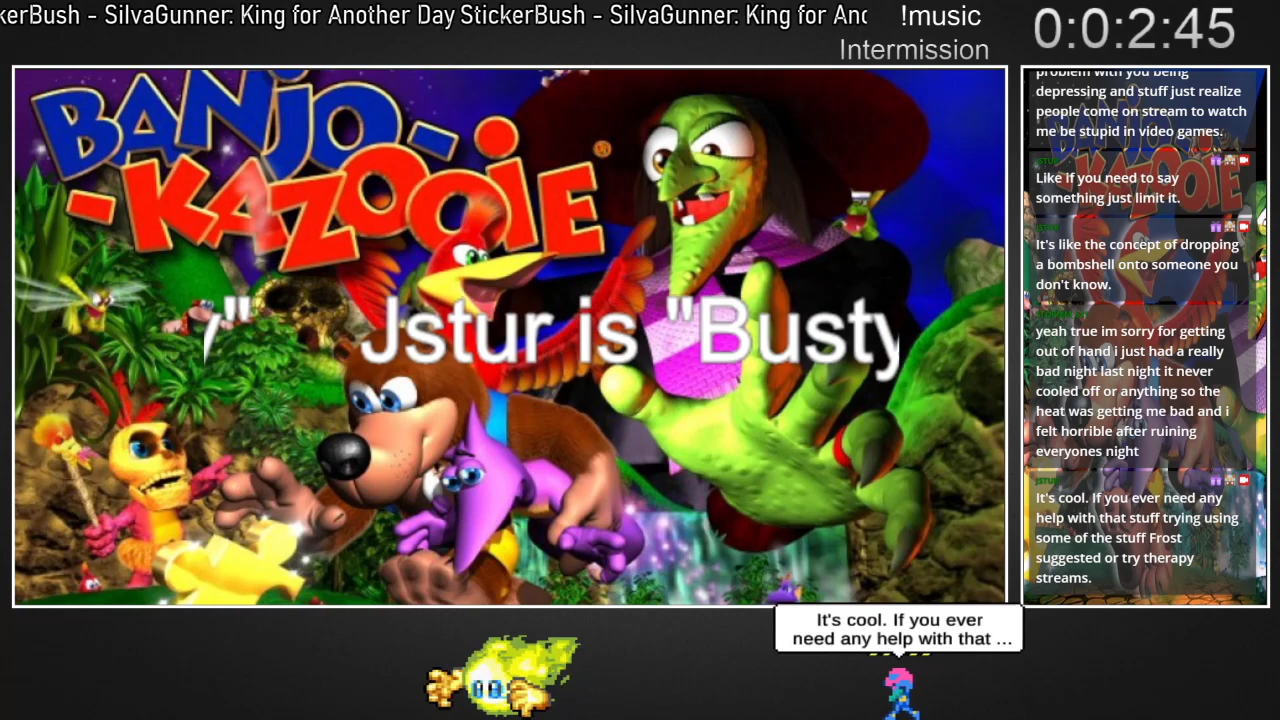 kerBush - SilvaGunner: King for Another Day StickerBush - SilvaGunner: King for Ano
!music
Intermission
0:0:2:45
BANJO-
-KAZOOIE
y" Jstur is "Busty
problem with you being
depressing and stuff just realize
people come on stream to watch
me be stupid in video games.
Like if you need to say
something just limit it.
It's like the concept of dropping
a bombshell onto someone you
don't know.
yeah true im sorry for getting
out of hand i just had a really
bad night last night it never
cooled off or anything so the
heat was getting me bad and i
felt horrible after ruining
everyones night
It's cool. If you ever need any
help with that stuff trying using
some of the stuff Frost
suggested or try therapy
streams.
It's cool. If you ever
need any help with that ...